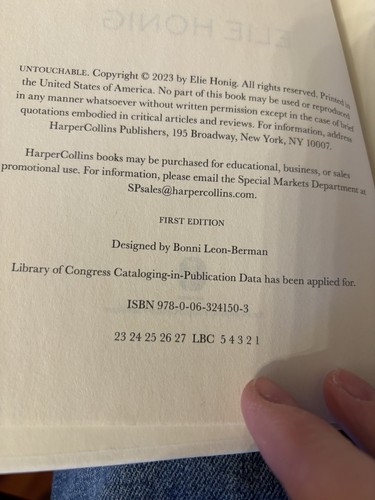 UNTOUCHABLE. Copyright © 2023 by Elie Honig. All rights reserved. Printed in
the United States of America. No part of this book may be used or reproduced
in any manner whatsoever without written permission except in the case of brief
quotations embodied in critical articles and reviews. For information, address
HarperCollins Publishers, 195 Broadway, New York, NY 10007.
HarperCollins books may be purchased for educational, business, or sales
promotional use. For information, please email the Special Markets Department at
SPsales@harpercollins.com.
FIRST EDITION
Designed by Bonni Leon-Berman
Library of Congress Cataloging-in-Publication Data has been applied for.
ISBN 978-0-06-324150-3
23 24 25 26 27 LBC 5 4 3 2 1